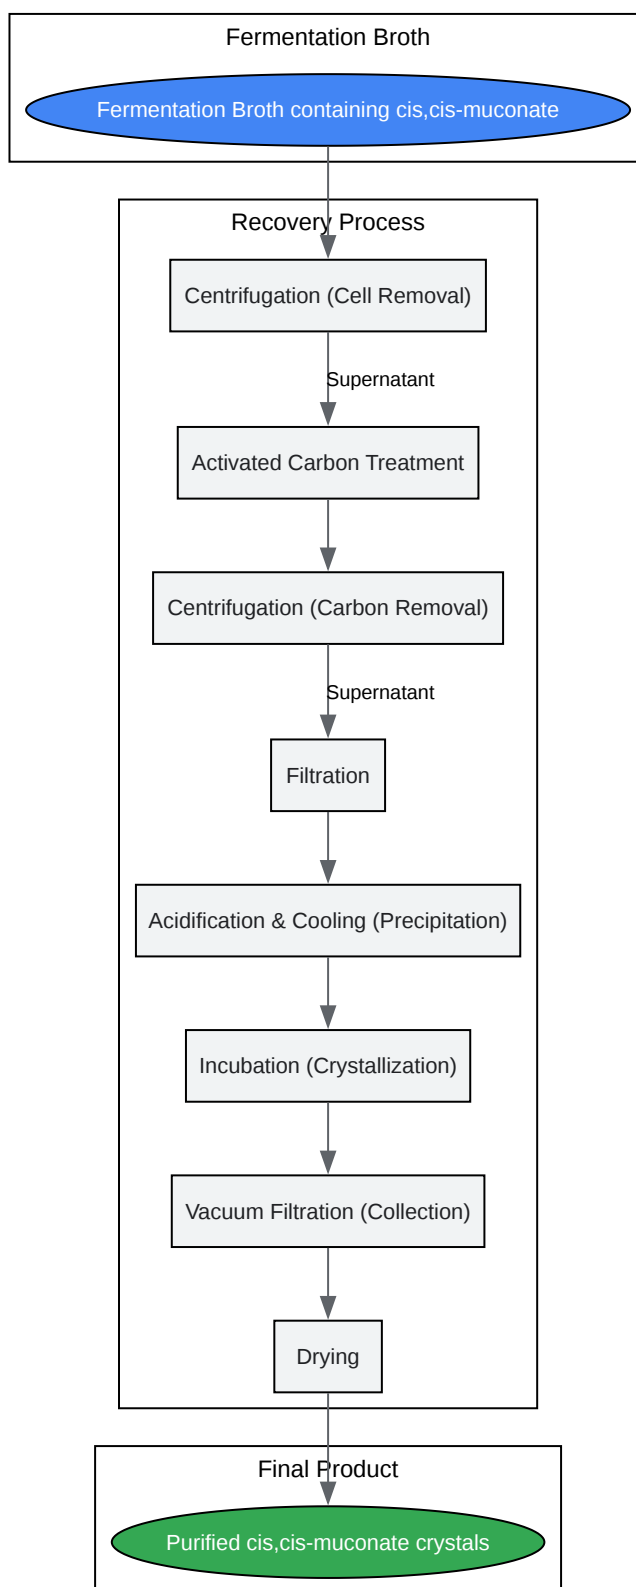 Fermentation Broth
Fermentation Broth containing cis,cis-muconate
Recovery Process
Centrifugation (Cell Removal)
Supernatant
Activated Carbon Treatment
Centrifugation (Carbon Removal)
Supernatant
Filtration
Acidification & Cooling (Precipitation)
Incubation (Crystallization)
Vacuum Filtration (Collection)
Drying
Final Product
Purified cis,cis-muconate crystals